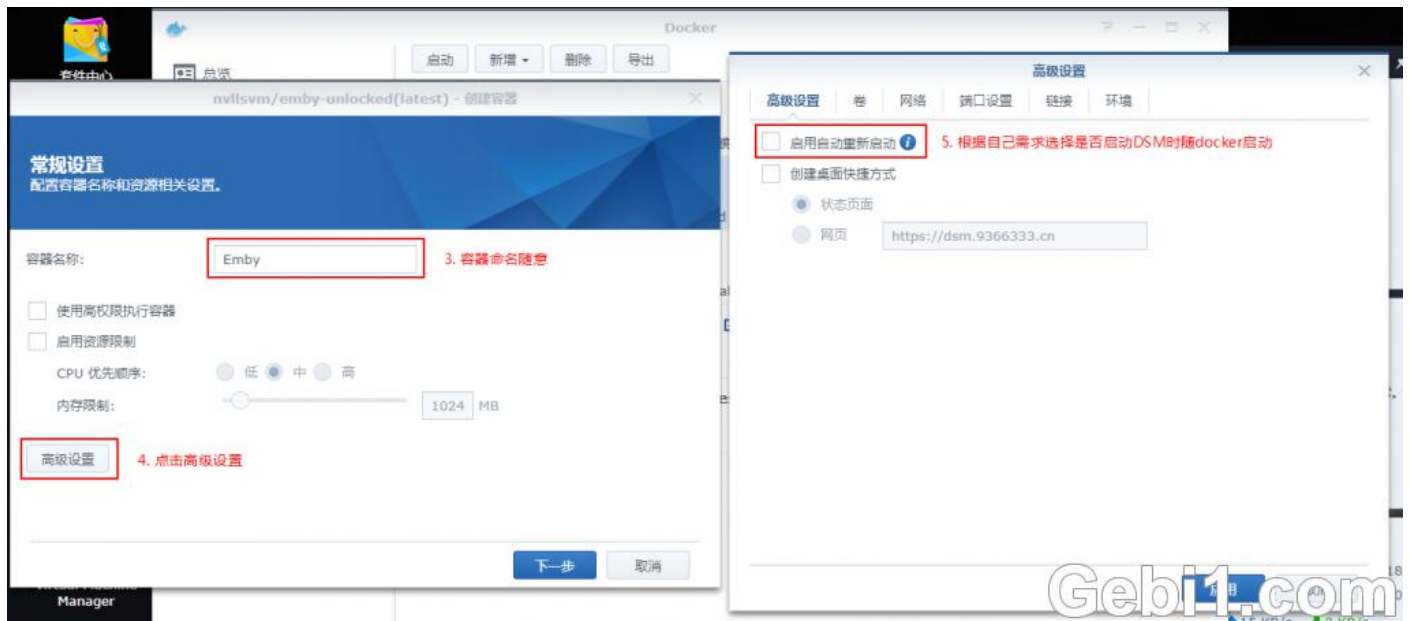 Docker
套件中心
总览
启动
新增
删除
导出
nvllsvm/emby-unlocked(latest) - 创建容器
常规设置
配置容器名称和资源相关设置。
容器名称:
Emby
3. 容器命名随意
使用高权限执行容器
启用资源限制
CPU 优先顺序:
低
中
高
内存限制:
1024 MB
高级设置
4. 点击高级设置
下一步
取消
Manager
高级设置
高级设置
卷
网络
端口设置
链接
环境
启用自动重新启动
5. 根据自己需求选择是否启动DSM时随docker启动
创建桌面快捷方式
状态页面
网页
https://dsm.9366333.cn
Gebi1.com